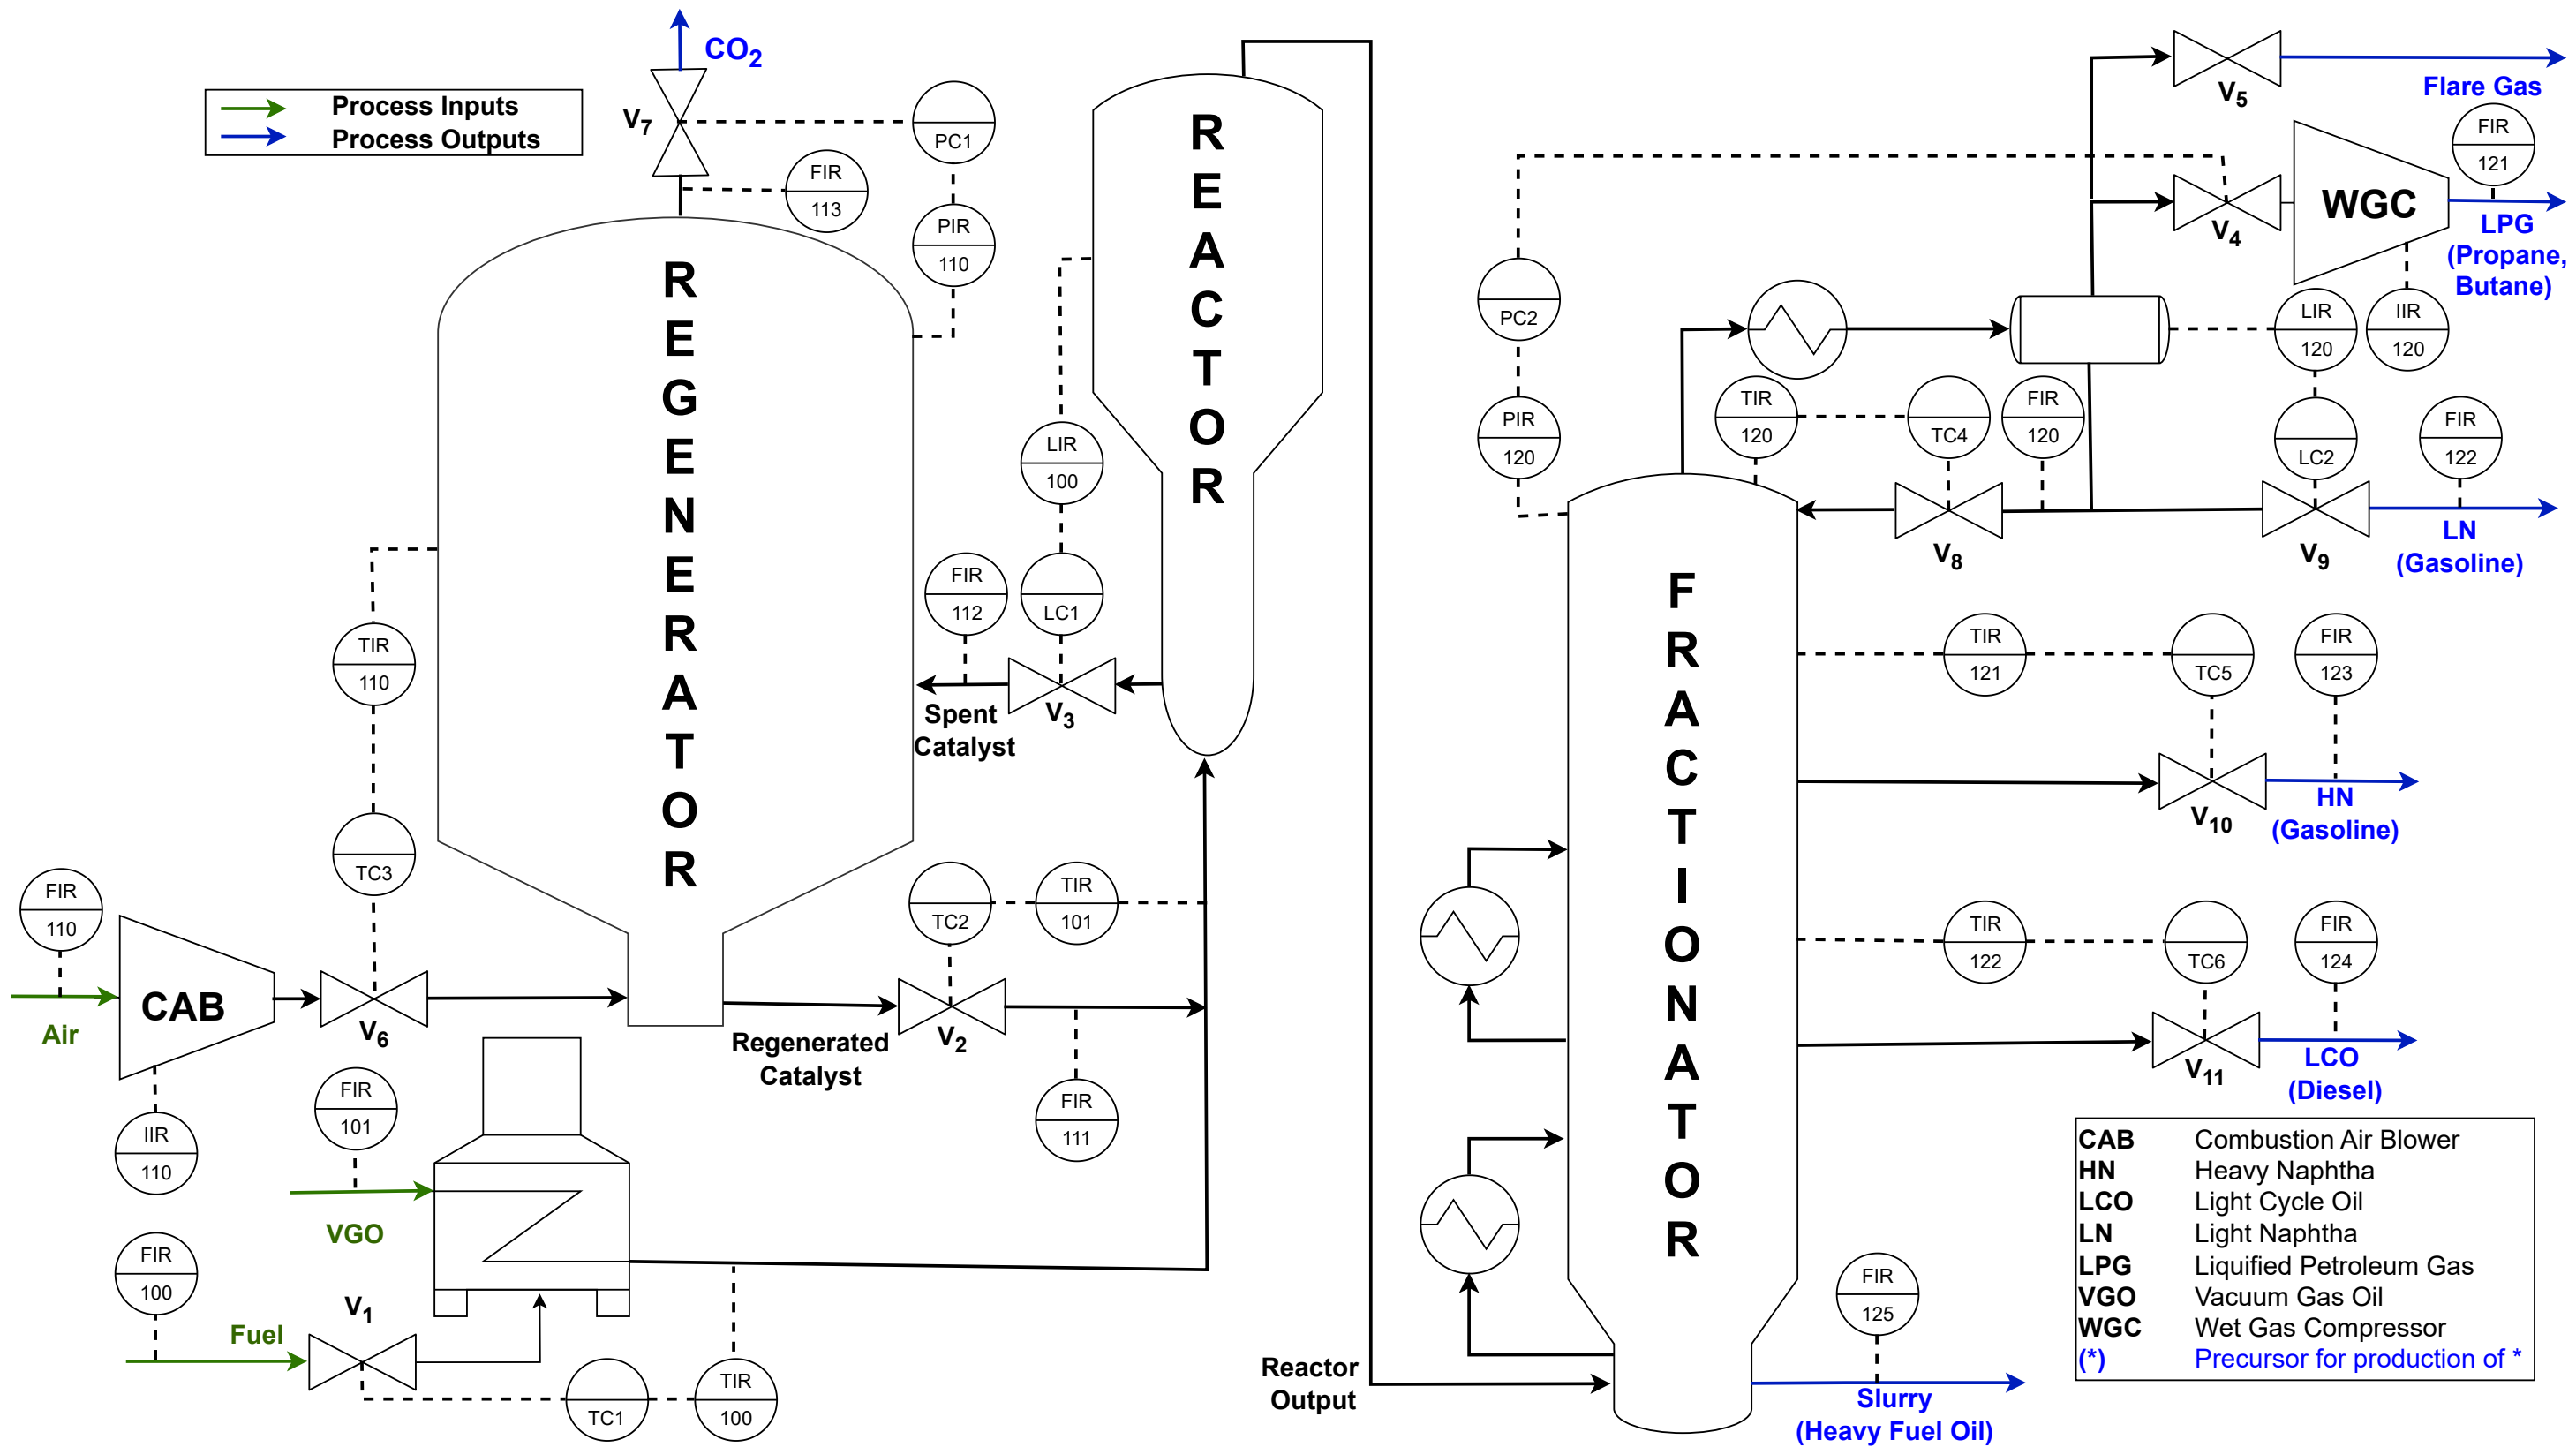 CO2
Process Inputs
Process Outputs
V7
PC1
FIR
113
PIR
110
REGENERATOR
REACTOR
LIR
100
FIR
112
LC1
V3
Spent
Catalyst
TIR
110
TC3
FIR
110
Air
CAB
V6
IIR
110
TC2
TIR
101
V2
Regenerated
Catalyst
FIR
111
FIR
101
VGO
FIR
100
Fuel
V1
TC1
TIR
100
Reactor
Output
V5
Flare Gas
FIR
121
V4
WGC
LPG
(Propane,
Butane)
PC2
LIR
120
IIR
120
PIR
120
TIR
120
TC4
FIR
120
LC2
FIR
122
V8
V9
LN
(Gasoline)
FRACTIONATOR
TIR
121
TC5
FIR
123
V10
HN
(Gasoline)
TIR
122
TC6
FIR
124
V11
LCO
(Diesel)
FIR
125
Slurry
(Heavy Fuel Oil)
CAB Combustion Air Blower
HN Heavy Naphtha
LCO Light Cycle Oil
LN Light Naphtha
LPG Liquified Petroleum Gas
VGO Vacuum Gas Oil
WGC Wet Gas Compressor
(*) Precursor for production of *